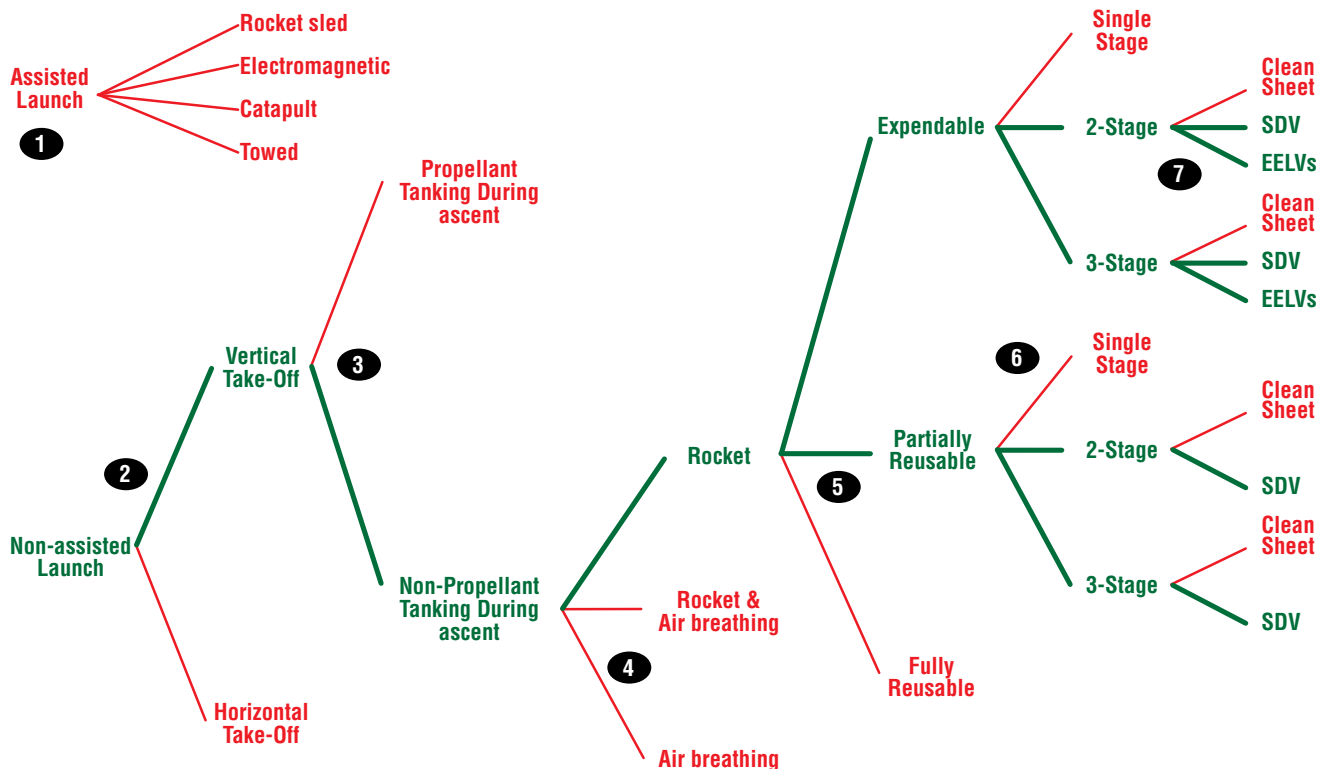 Assisted
Launch
1
Rocket sled
Electromagnetic
Catapult
Towed
Non-assisted
Launch
2
Vertical
Take-Off
Horizontal
Take-Off
3
Propellant
Tanking During
ascent
Non-Propellant
Tanking During
ascent
4
Rocket
Rocket &
Air breathing
Air breathing
5
Expendable
Partially
Reusable
Fully
Reusable
Single
Stage
2-Stage
7
Clean
Sheet
SDV
EELVs
3-Stage
Clean
Sheet
SDV
EELVs
6
Single
Stage
2-Stage
Clean
Sheet
SDV
3-Stage
Clean
Sheet
SDV